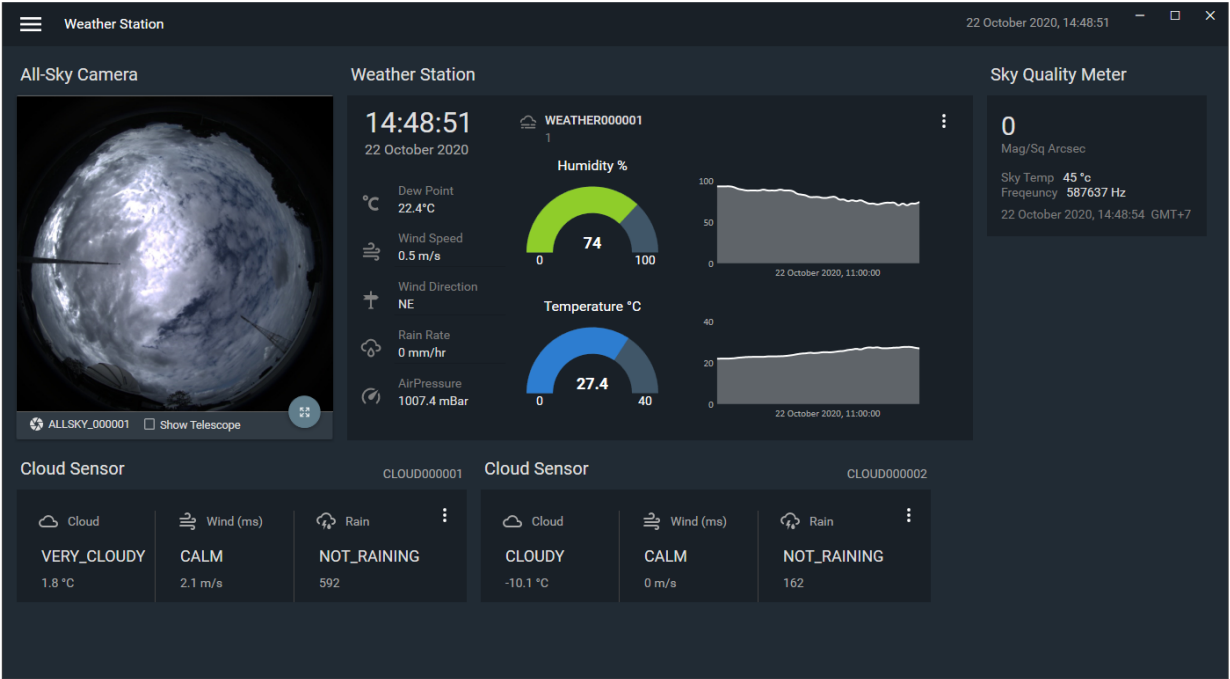 Weather Station
22 October 2020, 14:48:51
All-Sky Camera
ALLSKY_000001
Show Telescope
Weather Station
14:48:51
22 October 2020
WEATHER000001
1
Dew Point
22.4°C
Wind Speed
0.5 m/s
Wind Direction
NE
Rain Rate
0 mm/hr
AirPressure
1007.4 mBar
Humidity %
74
0
100
Temperature °C
27.4
0
40
100
50
0
22 October 2020, 11:00:00
40
20
0
22 October 2020, 11:00:00
Sky Quality Meter
0
Mag/Sq Arcsec
Sky Temp 45 °c
Freqeuncy 587637 Hz
22 October 2020, 14:48:54 GMT+7
Cloud Sensor
CLOUD000001
Cloud
VERY_CLOUDY
1.8 °C
Wind (ms)
CALM
2.1 m/s
Rain
NOT_RAINING
592
Cloud Sensor
CLOUD000002
Cloud
CLOUDY
-10.1 °C
Wind (ms)
CALM
0 m/s
Rain
NOT_RAINING
162